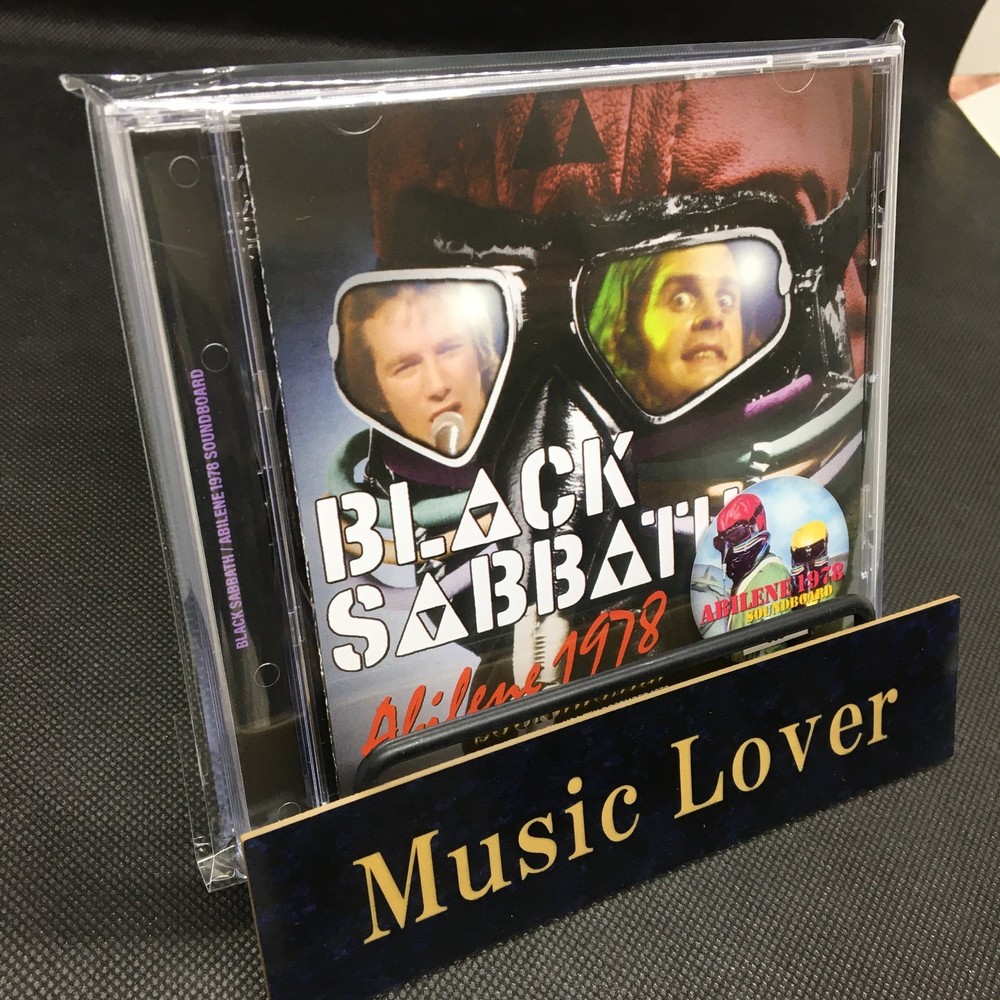 BLACK SABBATH / ABILENE 1978 SOUNDBOARD
BLACK
SABBATH
Abilene 1978
ABILENE 1978
SOUNDBOARD
Music Lover